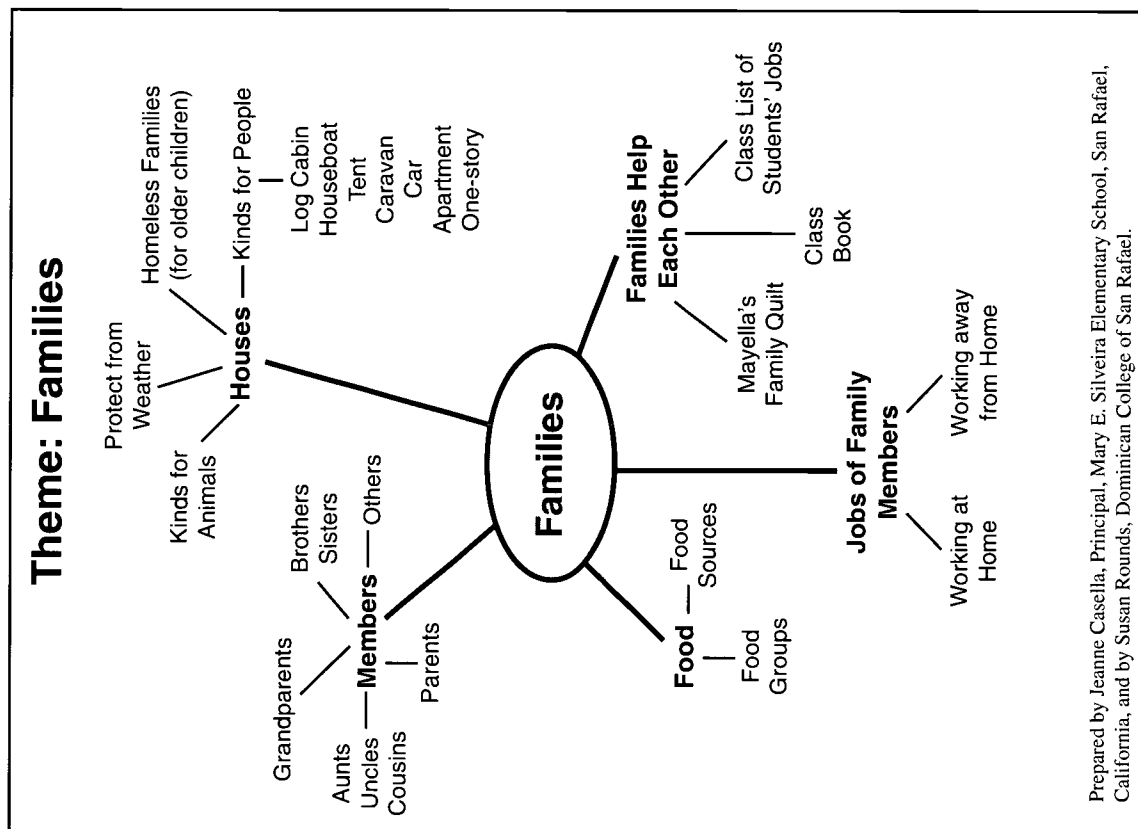 Theme: Families
Grandparents
Brothers
Sisters
Aunts
Uncles
Cousins
Members
Others
Parents
Kinds for
Animals
Protect from
Weather
Homeless Families
(for older children)
Houses
Kinds for People
Log Cabin
Houseboat
Tent
Caravan
Car
Apartment
One-story
Families
Food
Food
Sources
Food
Groups
Jobs of Family
Members
Working at
Home
Working away
from Home
Families Help
Each Other
Mayella's
Family Quilt
Class
Book
Class List of
Students' Jobs
Prepared by Jeanne Casella, Principal, Mary E. Silveira Elementary School, San Rafael,
California, and by Susan Rounds, Dominican College of San Rafael.